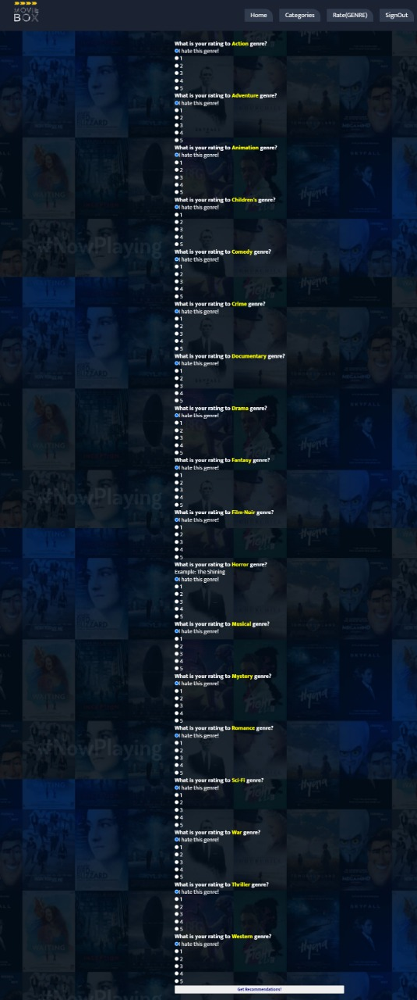 MOVIE
BOX
Home
Categories
Rate(GENRE)
SignOut
What is your rating to Action genre?
I hate this genre!
1
2
3
4
5
What is your rating to Adventure genre?
I hate this genre!
1
2
3
4
5
What is your rating to Animation genre?
I hate this genre!
1
2
3
4
5
What is your rating to Children's genre?
I hate this genre!
1
2
3
4
5
What is your rating to Comedy genre?
I hate this genre!
1
2
3
4
5
What is your rating to Crime genre?
I hate this genre!
1
2
3
4
5
What is your rating to Documentary genre?
I hate this genre!
1
2
3
4
5
What is your rating to Drama genre?
I hate this genre!
1
2
3
4
5
What is your rating to Fantasy genre?
I hate this genre!
1
2
3
4
5
What is your rating to Film-Noir genre?
I hate this genre!
1
2
3
4
5
What is your rating to Horror genre?
Example: The Shining
I hate this genre!
1
2
3
4
5
What is your rating to Musical genre?
I hate this genre!
1
2
3
4
5
What is your rating to Mystery genre?
I hate this genre!
1
2
3
4
5
What is your rating to Romance genre?
I hate this genre!
1
2
3
4
5
What is your rating to Sci-Fi genre?
I hate this genre!
1
2
3
4
5
What is your rating to War genre?
I hate this genre!
1
2
3
4
5
What is your rating to Thriller genre?
I hate this genre!
1
2
3
4
5
What is your rating to Western genre?
I hate this genre!
1
2
3
4
5
Get Recommendations!
#NowPlaying
#NowPlaying
#NowPlaying